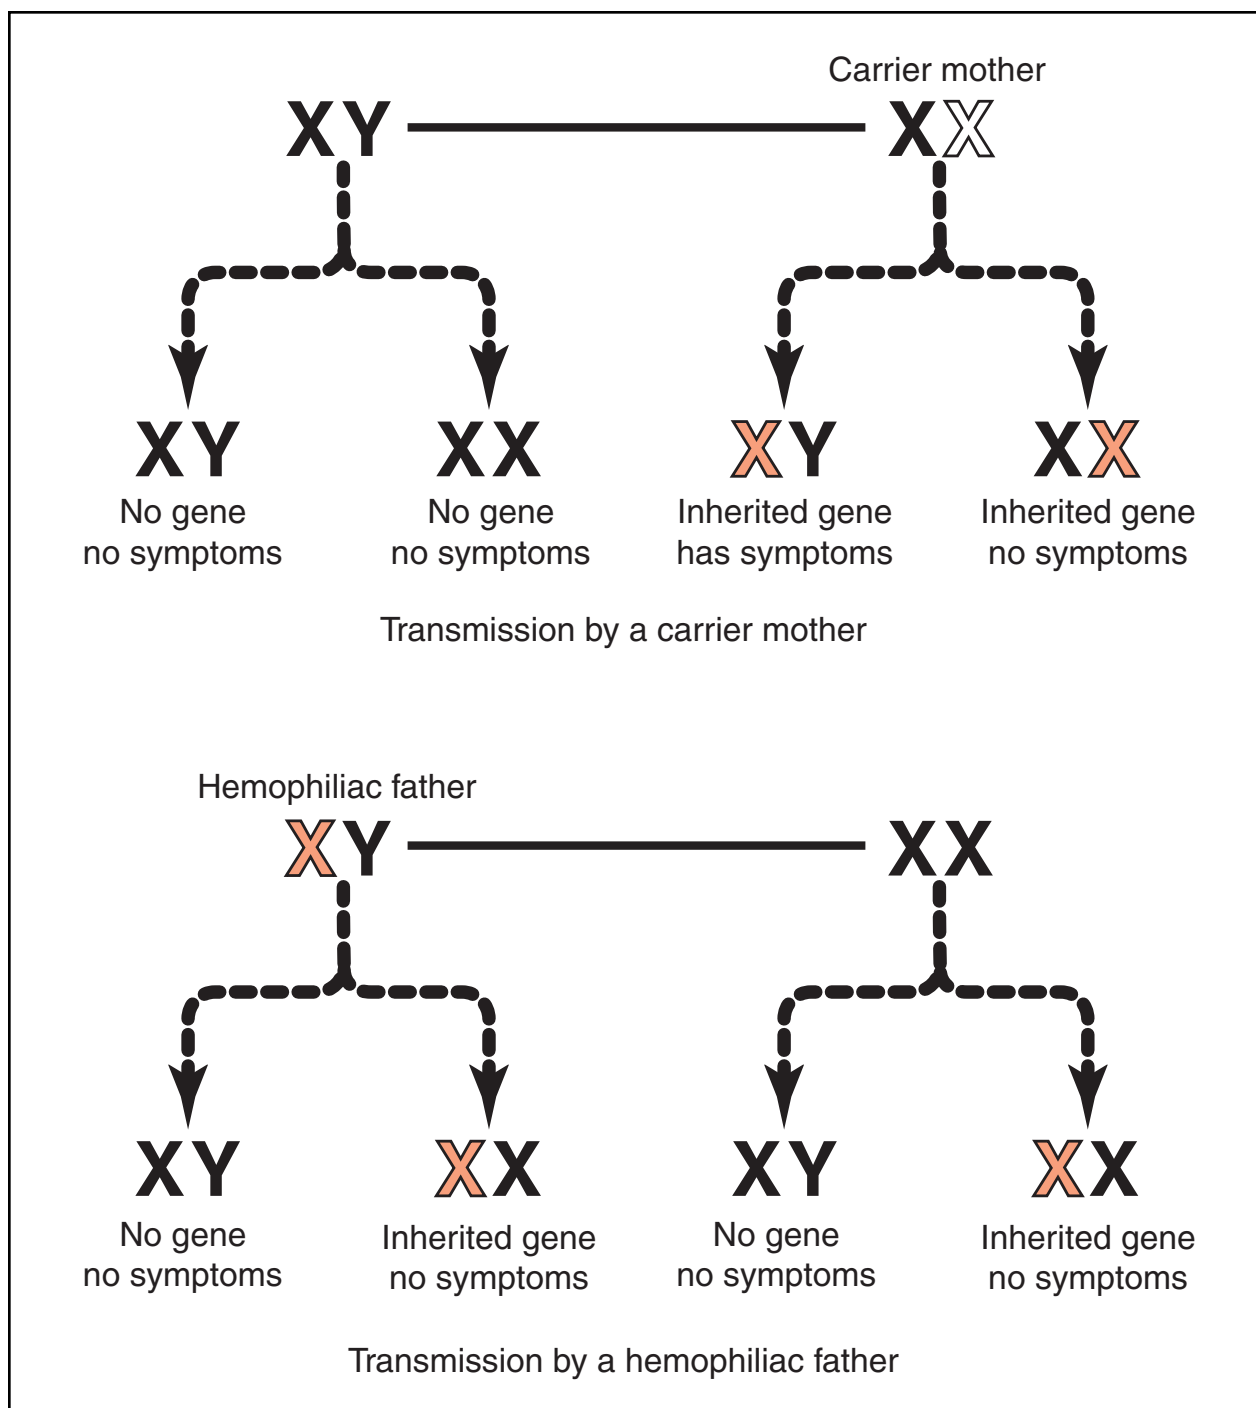 Carrier mother
XY XX
XY XX XY XX
No gene No gene Inherited gene Inherited gene
no symptoms no symptoms has symptoms no symptoms
Transmission by a carrier mother
Hemophiliac father
XY XX
XY XX XY XX
No gene Inherited gene No gene Inherited gene
no symptoms no symptoms no symptoms no symptoms
Transmission by a hemophiliac father